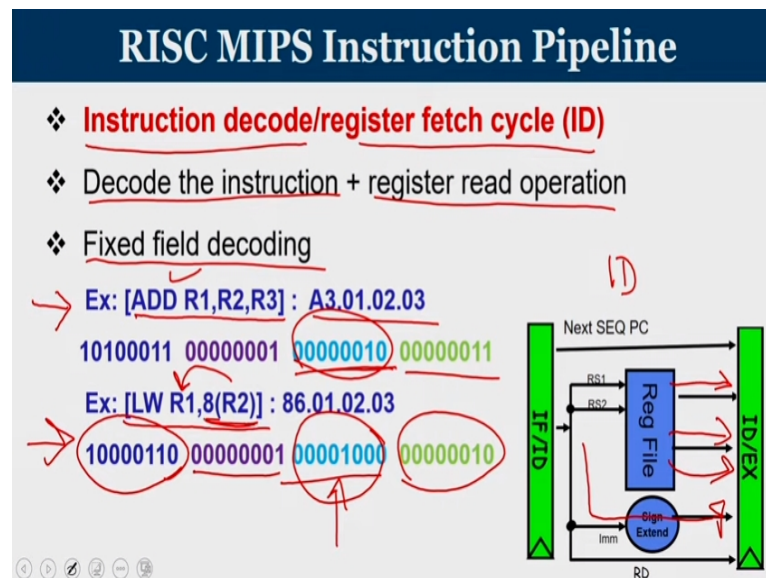 RISC MIPS Instruction Pipeline
❖ Instruction decode/register fetch cycle (ID)
❖ Decode the instruction + register read operation
❖ Fixed field decoding
Ex: [ADD R1,R2,R3] : A3.01.02.03
10100011 00000001 00000010 00000011
Ex: [LW R1,8(R2)] : 86.01.02.03
10000110 00000001 00001000 00000010
ID
Next SEQ PC
IF/ID
RS1
RS2
Reg File
Sign
Extend
Imm
RD
ID/EX